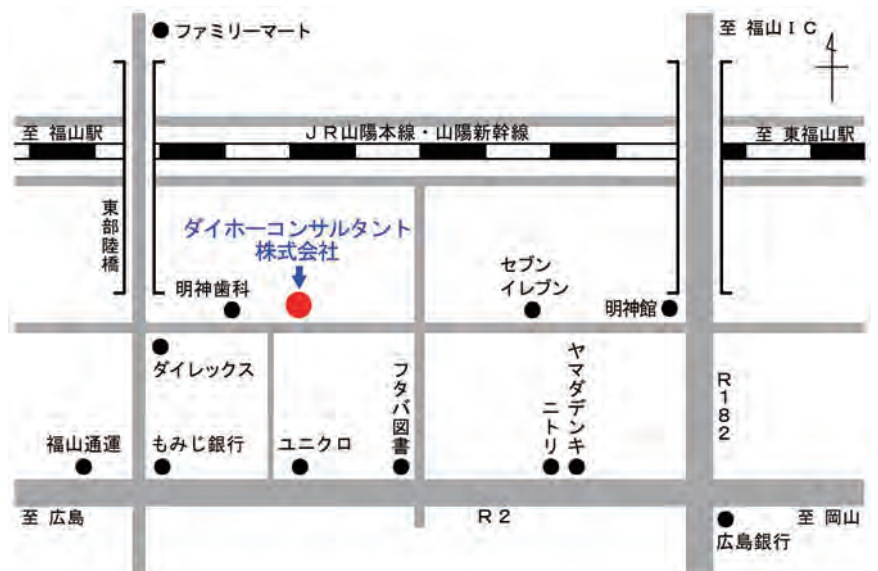 ファミリーマート
至 福山ＩＣ
至 福山駅
ＪＲ山陽本線・山陽新幹線
至 東福山駅
東部陸橋
ダイホーコンサルタント
株式会社
明神歯科
セブン
イレブン
明神館
ダイレックス
フタバ図書
ニトリ
ヤマダデンキ
Ｒ１８２
福山通運
もみじ銀行
ユニクロ
至 広島
Ｒ２
至 岡山
広島銀行